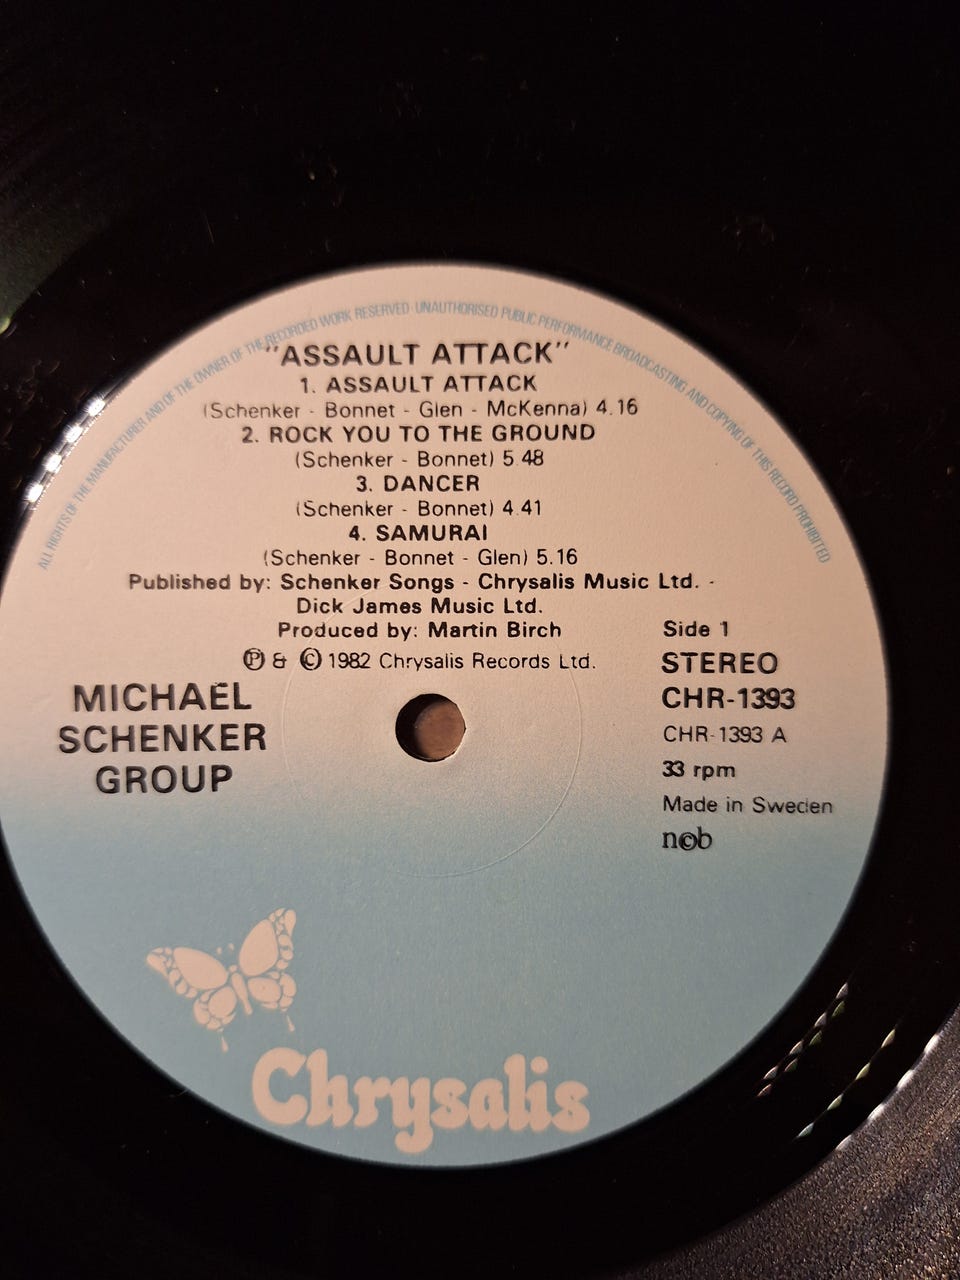 ALL RIGHTS OF THE MANUFACTURER AND OF THE OWNER OF THE RECORDED WORK RESERVED · UNAUTHORISED PUBLIC PERFORMANCE BROADCASTING AND COPYING OF THIS RECORD PROHIBITED
"ASSAULT ATTACK"
1. ASSAULT ATTACK
(Schenker - Bonnet - Glen - McKenna) 4.16
2. ROCK YOU TO THE GROUND
(Schenker - Bonnet) 5.48
3. DANCER
(Schenker - Bonnet) 4.41
4. SAMURAI
(Schenker - Bonnet - Glen) 5.16
Published by: Schenker Songs - Chrysalis Music Ltd. -
Dick James Music Ltd.
Produced by: Martin Birch
Ⓟ & © 1982 Chrysalis Records Ltd.
MICHAEL
SCHENKER
GROUP
Side 1
STEREO
CHR-1393
CHR-1393 A
33 rpm
Made in Sweden
n©b
Chrysalis